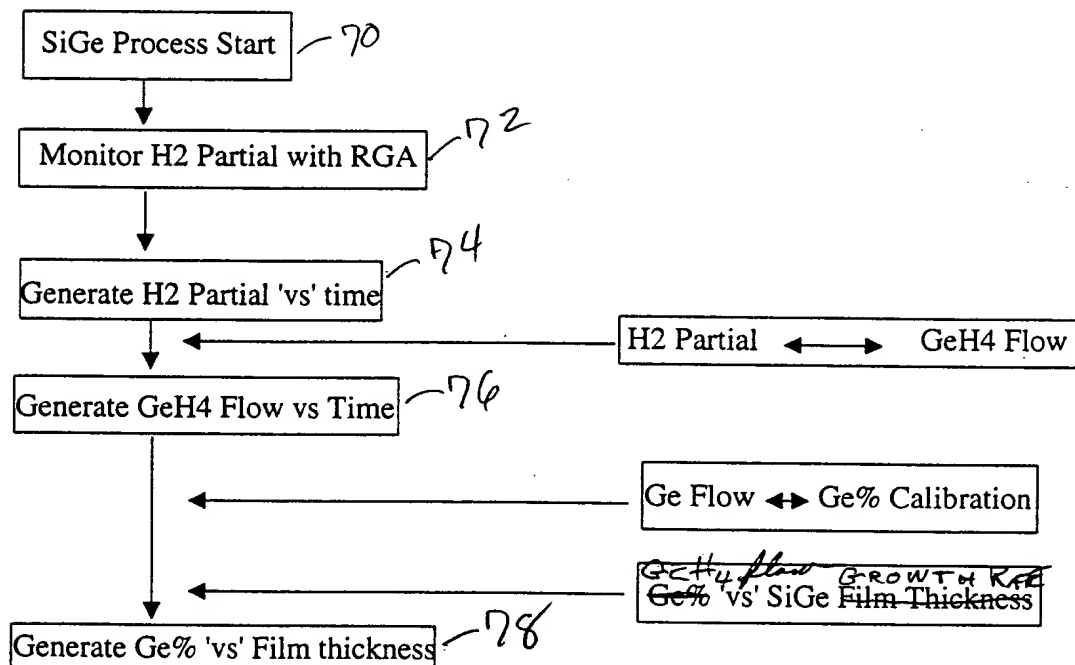 SiGe Process Start
70
Monitor H2 Partial with RGA
72
Generate H2 Partial 'vs' time
74
H2 Partial GeH4 Flow
Generate GeH4 Flow vs Time
76
Ge Flow Ge% Calibration
GeH4 flow GROWTH RATE
Ge% 'vs' SiGe Film Thickness
Generate Ge% 'vs' Film thickness
78